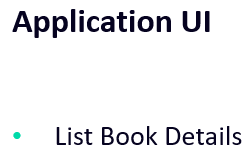 Application UI
• List Book Details